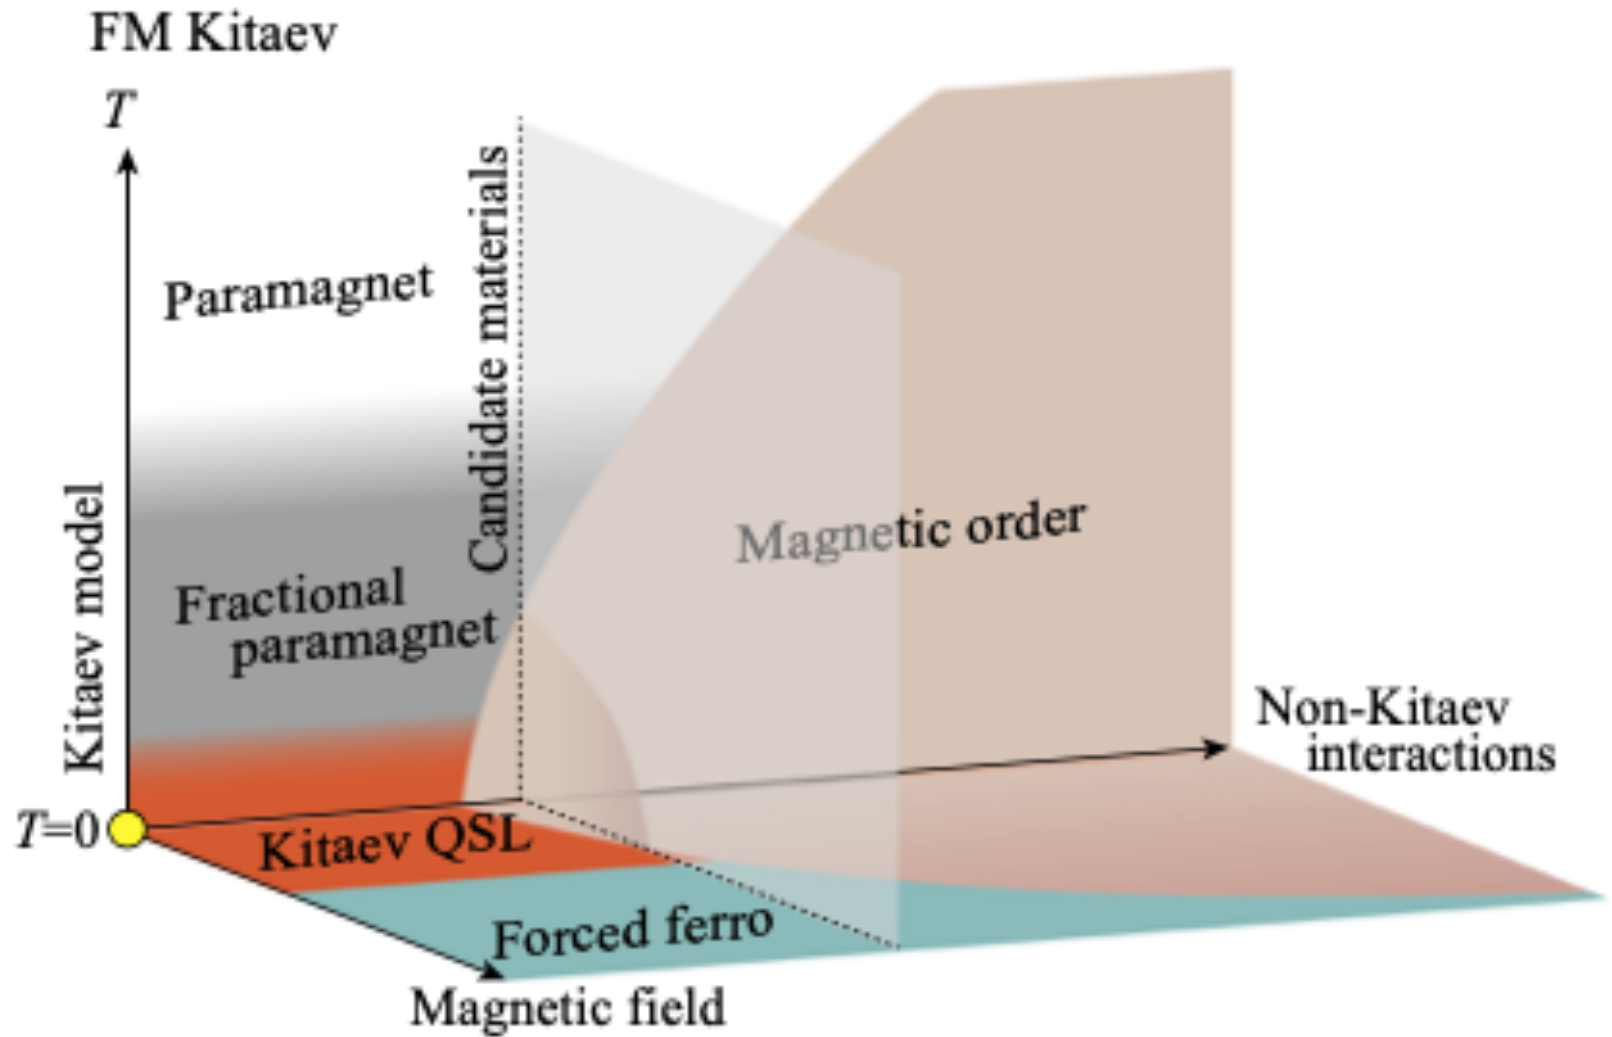 FM Kitaev
T
Candidate materials
Paramagnet
Kitaev model
Fractional
paramagnet
Magnetic order
Non-Kitaev
interactions
T=0
Kitaev QSL
Forced ferro
Magnetic field